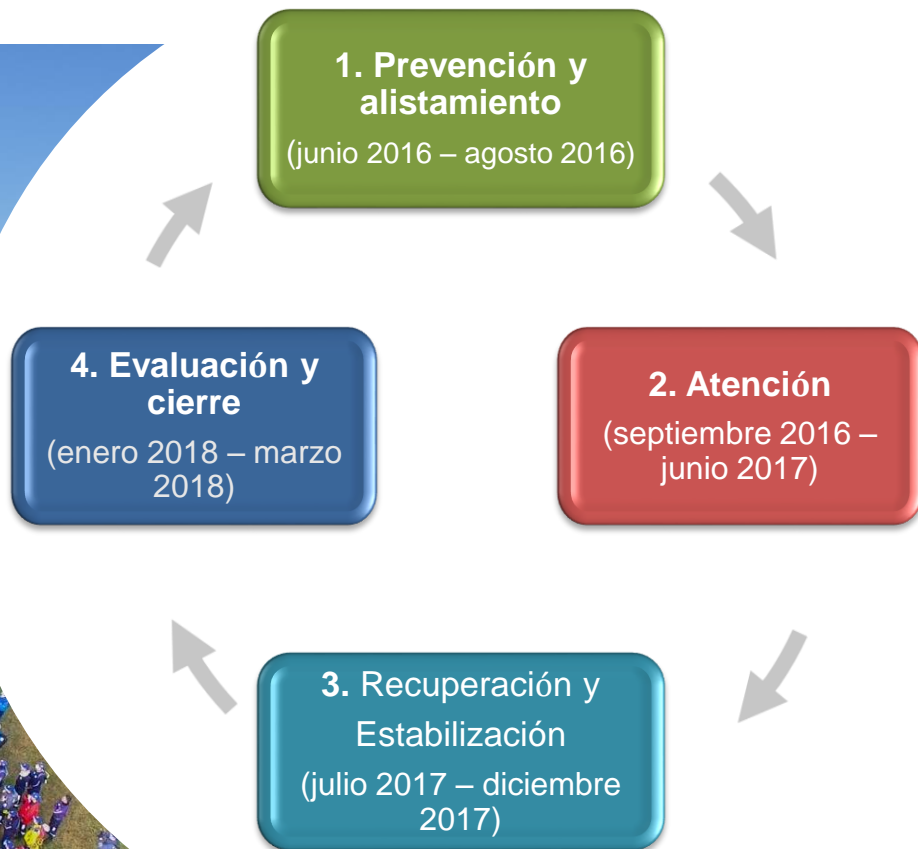 1. Prevención y
alistamiento
(junio 2016 – agosto 2016)
2. Atención
(septiembre 2016 –
junio 2017)
3. Recuperación y
Estabilización
(julio 2017 – diciembre
2017)
4. Evaluación y
cierre
(enero 2018 – marzo
2018)